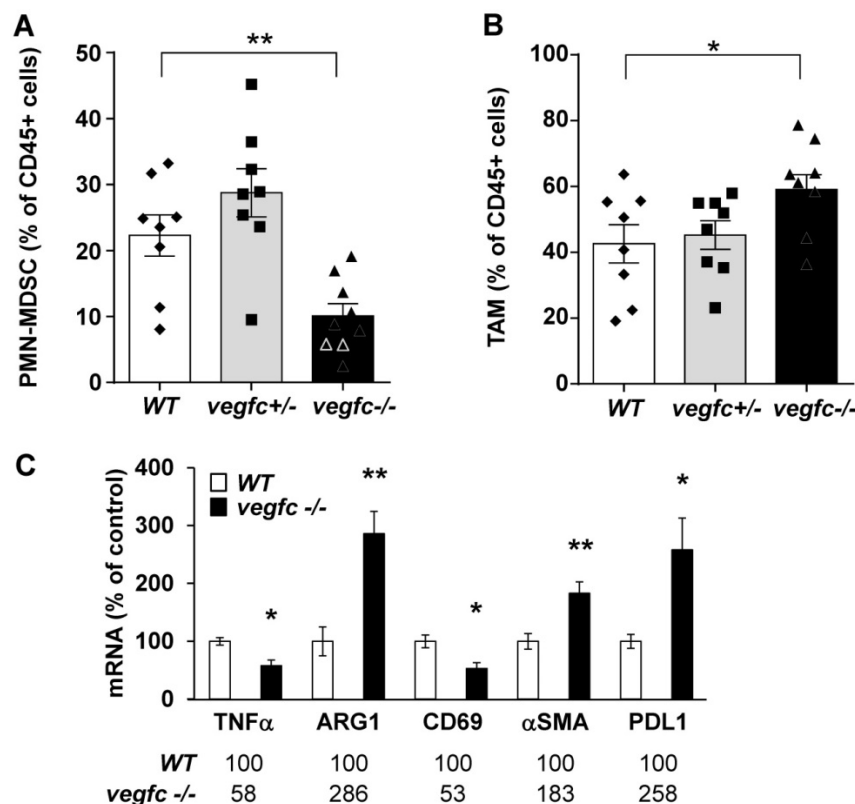 A
**
PMN-MDSC (% of CD45+ cells)
50
40
30
20
10
0
WT
vegfc+/-
vegfc-/-
B
*
TAM (% of CD45+ cells)
100
80
60
40
20
0
WT
vegfc+/-
vegfc-/-
C
mRNA (% of control)
400
300
200
100
0
WT
vegfc -/-
*
**
*
**
*
TNFα ARG1 CD69 αSMA PDL1
WT 100 100 100 100 100
vegfc -/- 58 286 53 183 258